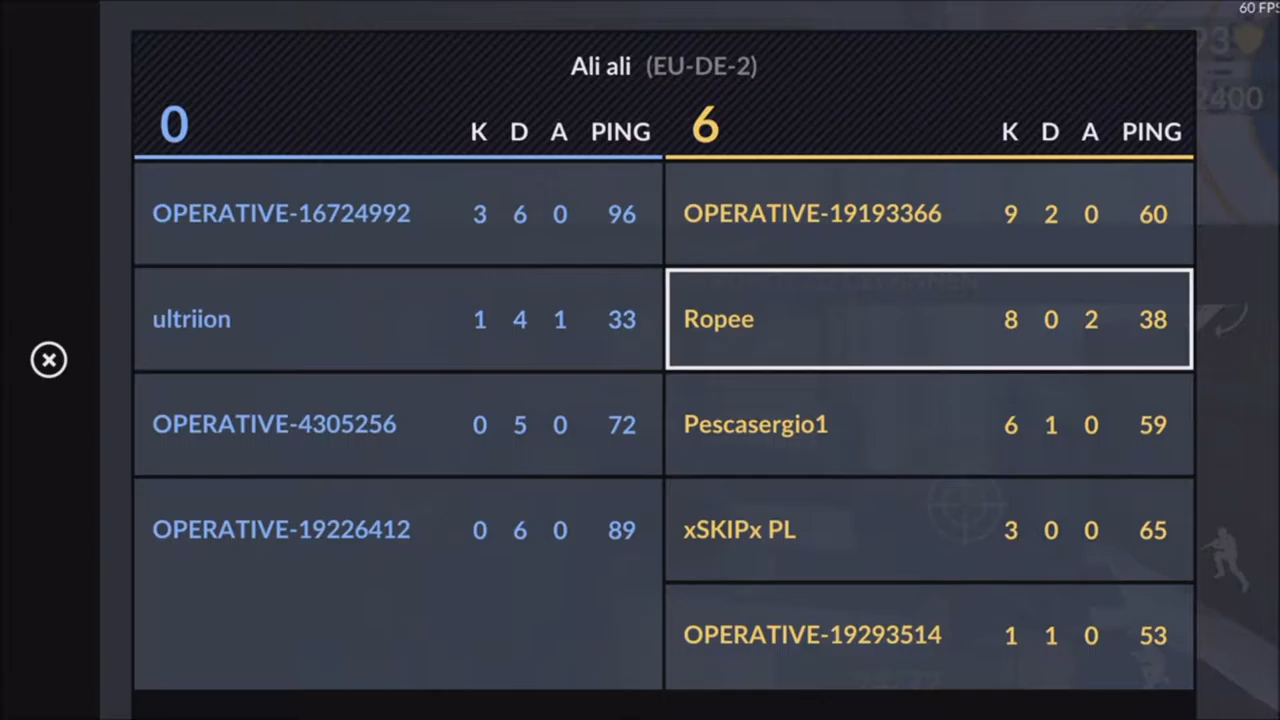 60 FPS
Ali ali (EU-DE-2)
0 K D A PING
6 K D A PING
OPERATIVE-16724992 3 6 0 96
ultriion 1 4 1 33
OPERATIVE-4305256 0 5 0 72
OPERATIVE-19226412 0 6 0 89
OPERATIVE-19193366 9 2 0 60
Ropee 8 0 2 38
Pescasergio1 6 1 0 59
xSKIPx PL 3 0 0 65
OPERATIVE-19293514 1 1 0 53
2400